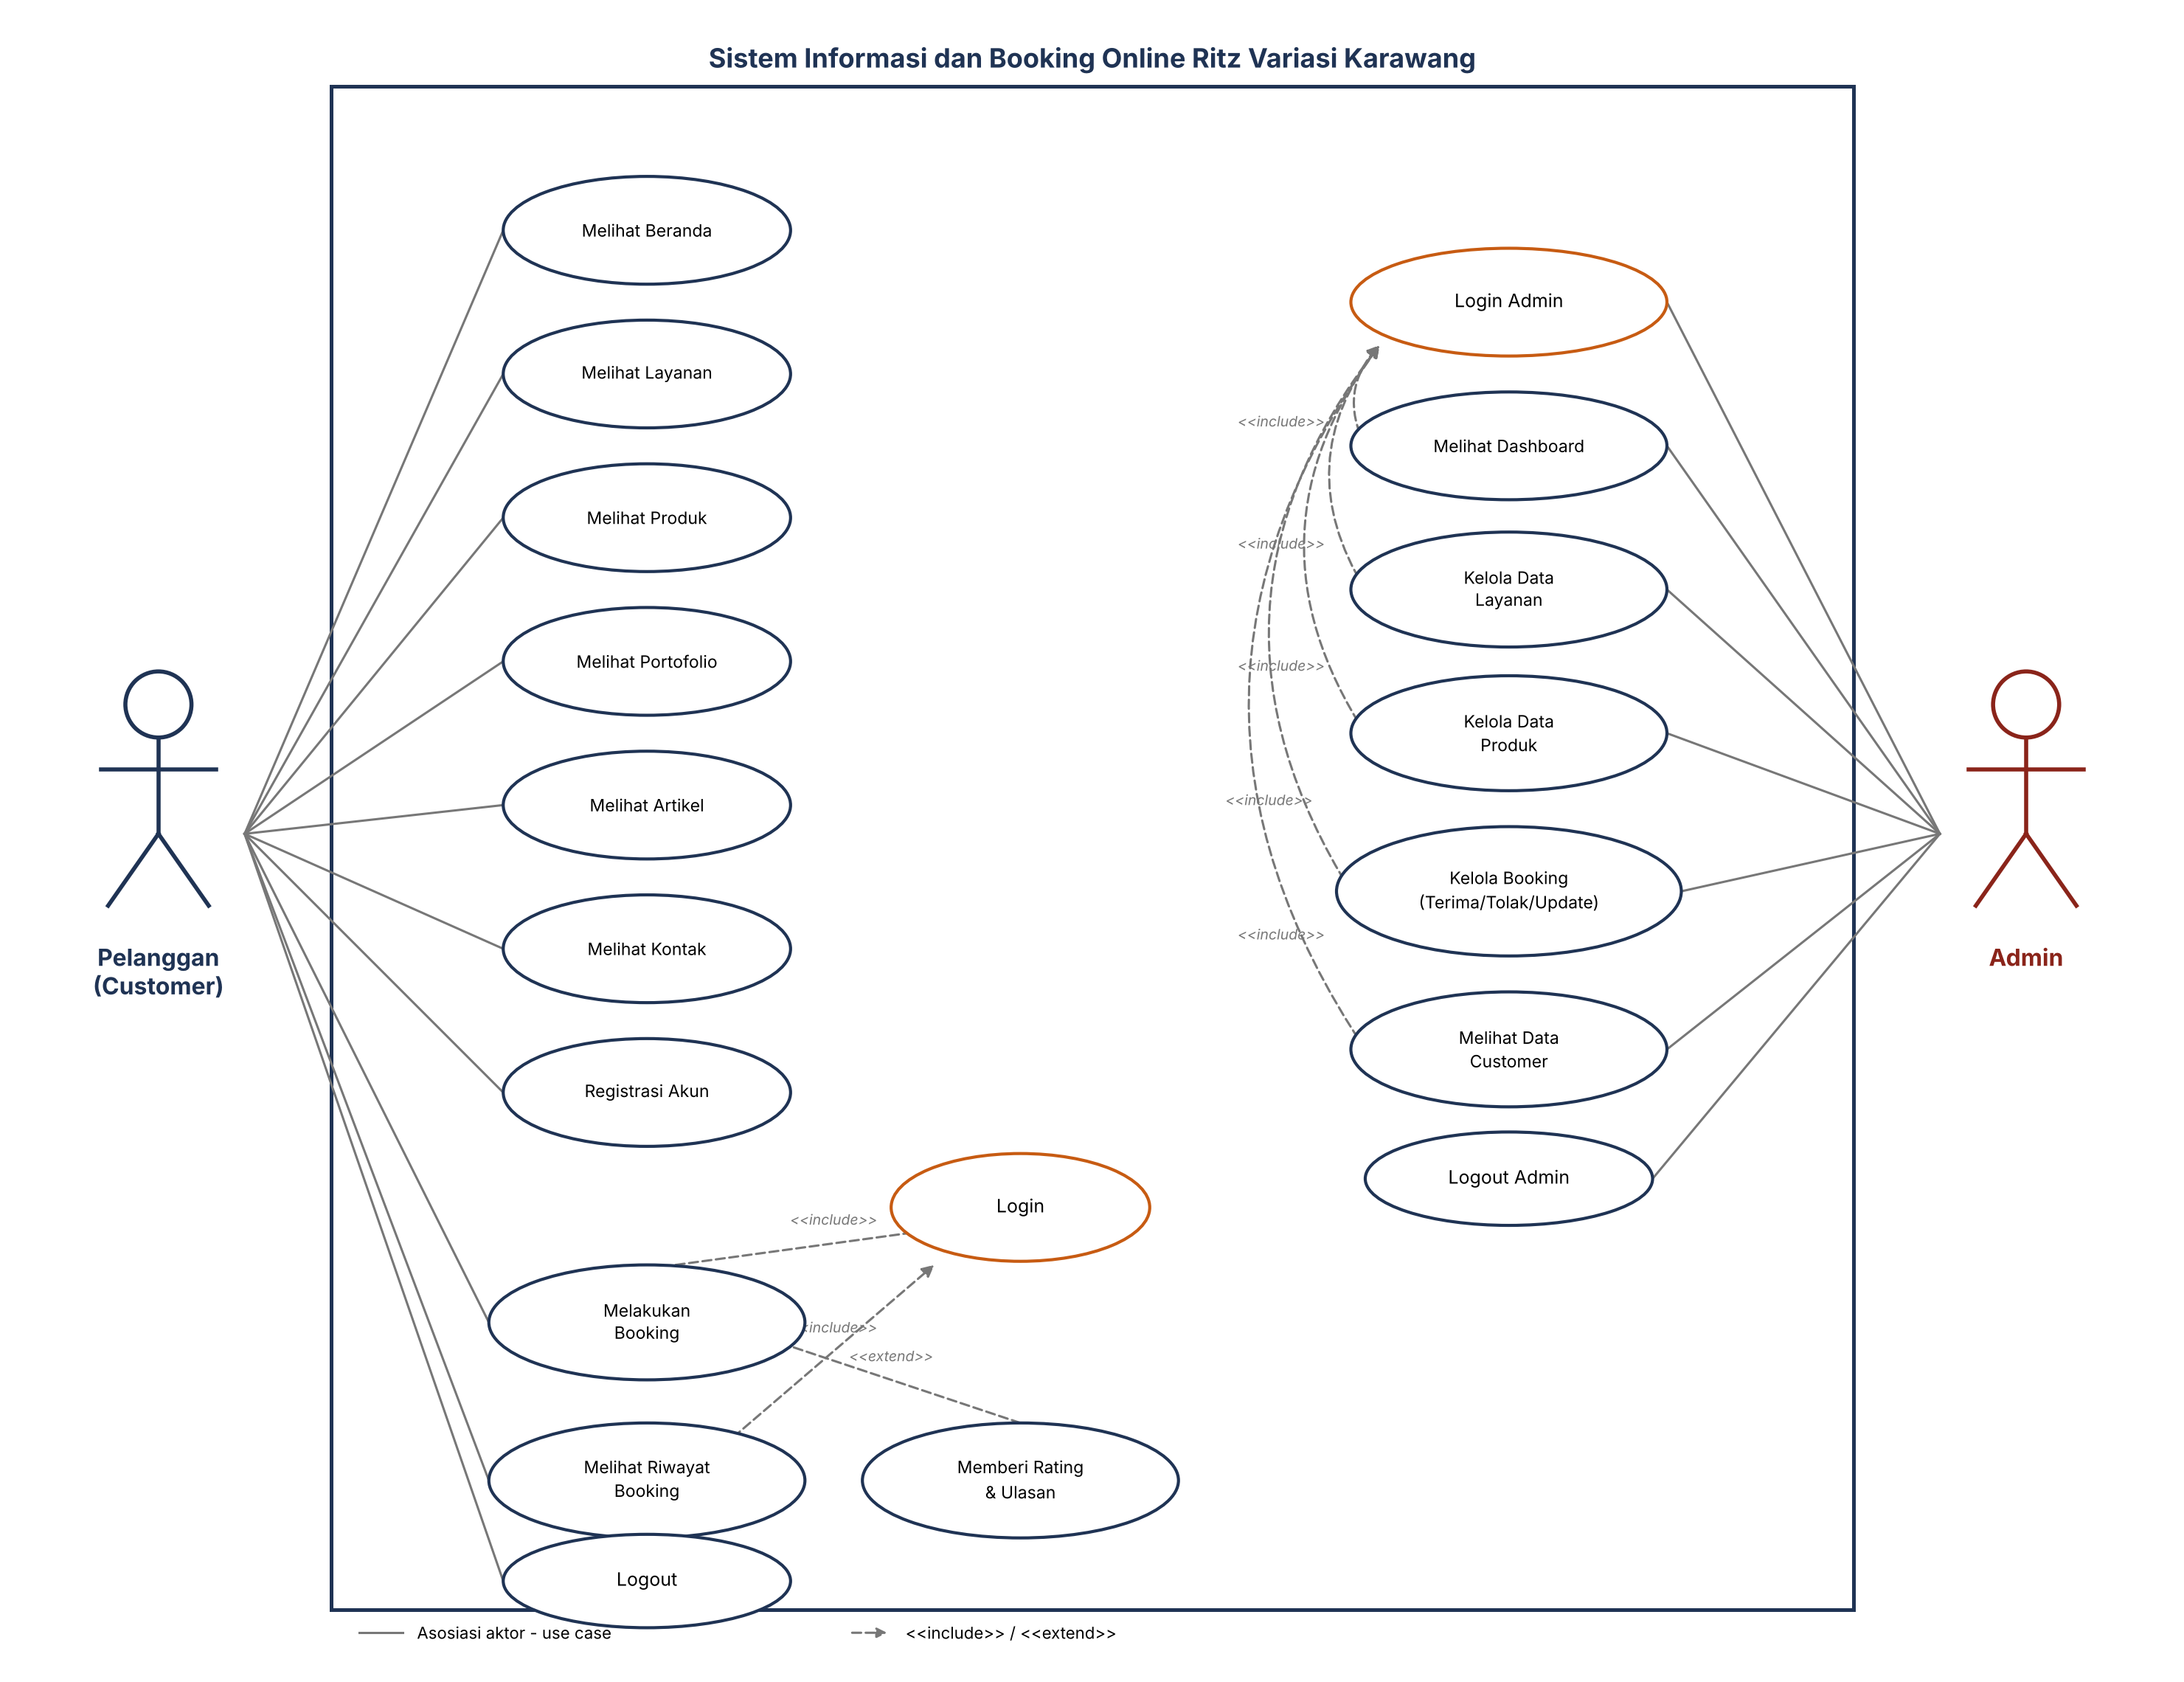 Sistem Informasi dan Booking Online Ritz Variasi Karawang
Pelanggan
(Customer)
Melihat Beranda
Melihat Layanan
Melihat Produk
Melihat Portofolio
Melihat Artikel
Melihat Kontak
Registrasi Akun
Login
<<include>>
Melakukan
Booking
include>>
<<extend>>
Melihat Riwayat
Booking
Memberi Rating
& Ulasan
Logout
Login Admin
<<include>>
Melihat Dashboard
<<include>>
Kelola Data
Layanan
<<include>>
Kelola Data
Produk
<<include>>
Kelola Booking
(Terima/Tolak/Update)
<<include>>
Melihat Data
Customer
Logout Admin
Admin
Asosiasi aktor - use case
<<include>> / <<extend>>